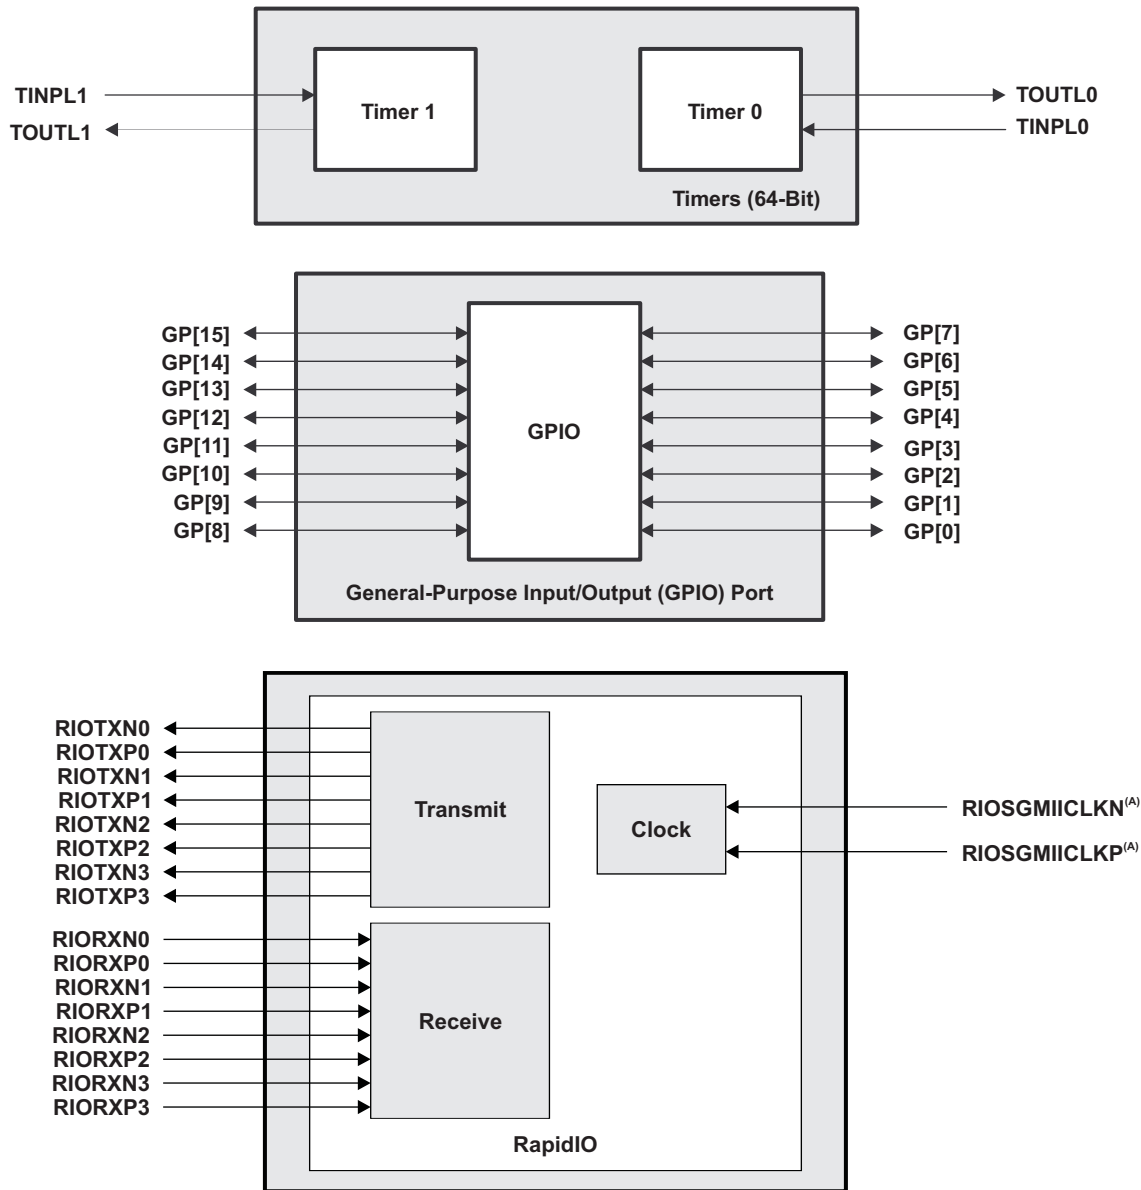 TINPL1
TOUTL1
Timer 1
Timer 0
TOUTL0
TINPL0
Timers (64-Bit)
GP[15]
GP[14]
GP[13]
GP[12]
GP[11]
GP[10]
GP[9]
GP[8]
GPIO
GP[7]
GP[6]
GP[5]
GP[4]
GP[3]
GP[2]
GP[1]
GP[0]
General-Purpose Input/Output (GPIO) Port
RIOTXN0
RIOTXP0
RIOTXN1
RIOTXP1
RIOTXN2
RIOTXP2
RIOTXN3
RIOTXP3
Transmit
Clock
RIOSGMIICLKN(A)
RIOSGMIICLKP(A)
RIORXN0
RIORXP0
RIORXN1
RIORXP1
RIORXN2
RIORXP2
RIORXN3
RIORXP3
Receive
RapidIO